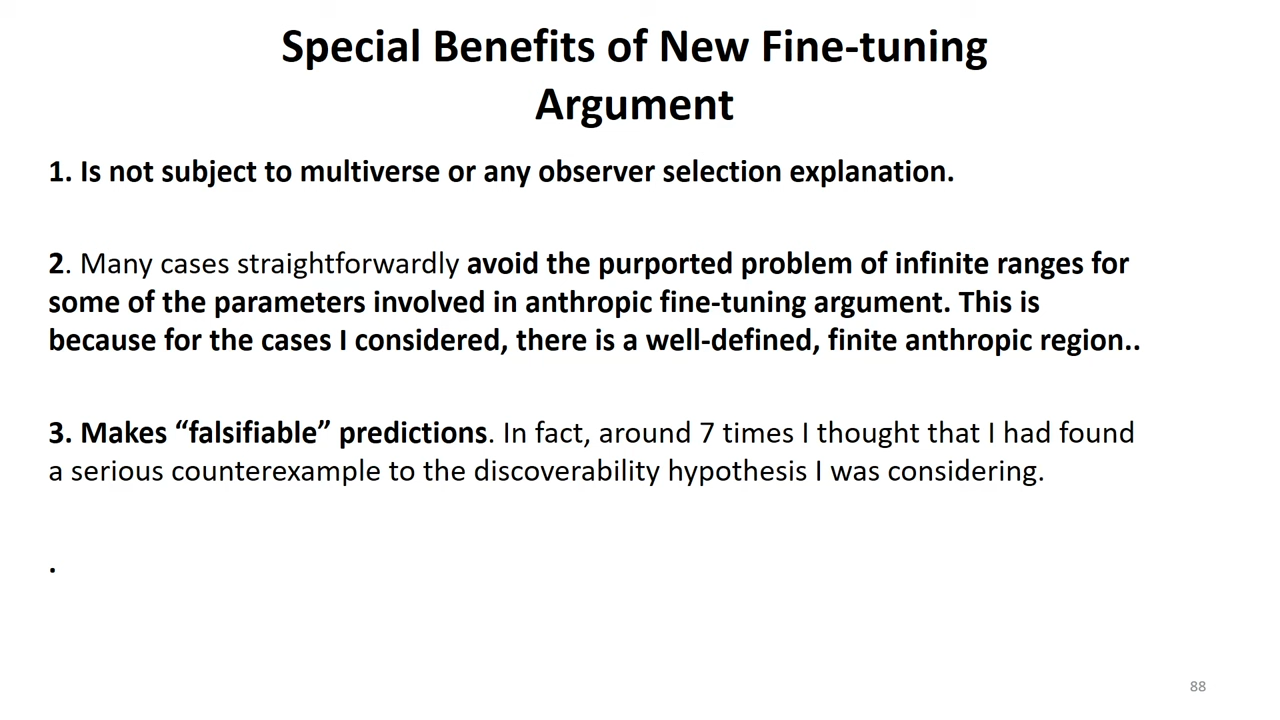 Special Benefits of New Fine-tuning
Argument
1. Is not subject to multiverse or any observer selection explanation.
2. Many cases straightforwardly avoid the purported problem of infinite ranges for
some of the parameters involved in anthropic fine-tuning argument. This is
because for the cases I considered, there is a well-defined, finite anthropic region..
3. Makes “falsifiable” predictions. In fact, around 7 times I thought that I had found
a serious counterexample to the discoverability hypothesis I was considering.
.
88